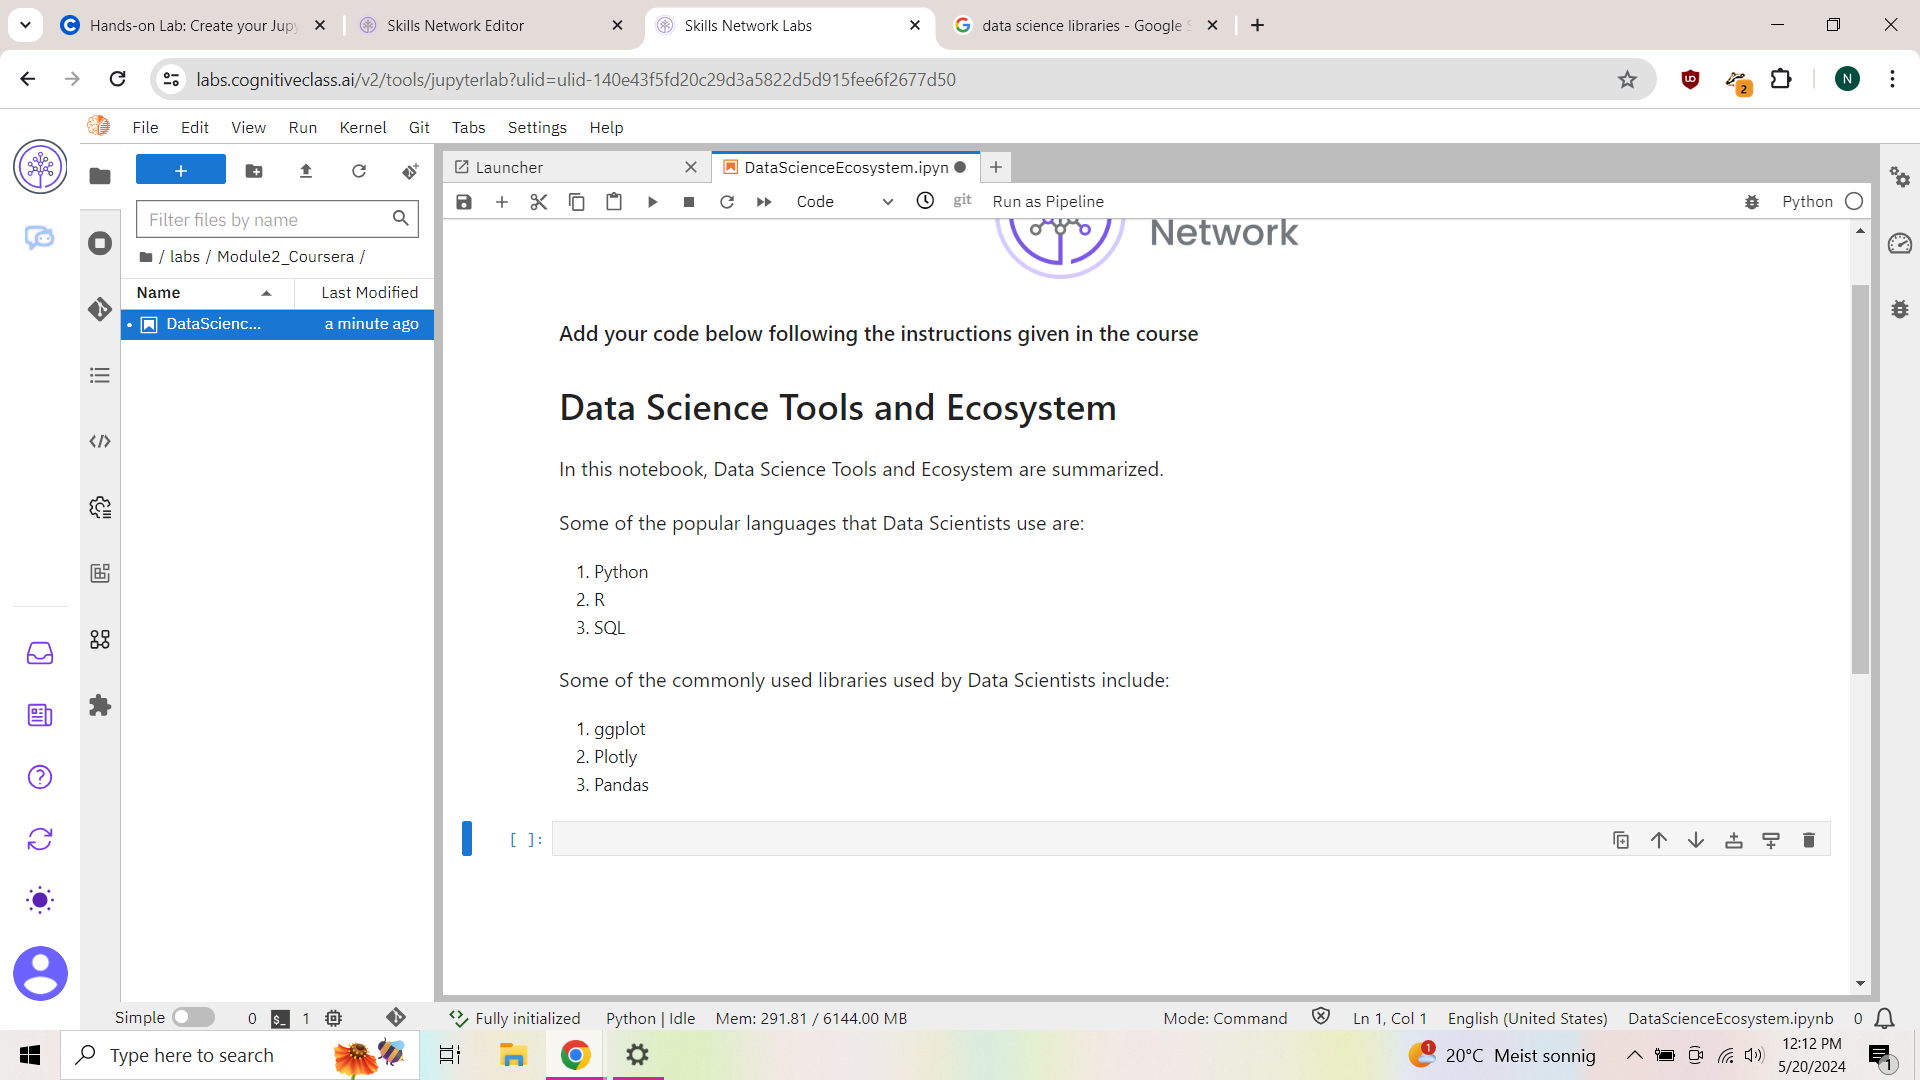 Hands-on Lab: Create your Jupy
Skills Network Editor
Skills Network Labs
data science libraries - Google S
labs.cognitiveclass.ai/v2/tools/jupyterlab?ulid=ulid-140e43f5fd20c29d3a5822d5d915fee6f2677d50
2
N
File Edit View Run Kernel Git Tabs Settings Help
Launcher
DataScienceEcosystem.ipyn
Code
git
Run as Pipeline
Python
Filter files by name
/ labs / Module2_Coursera /
Name
Last Modified
DataScienc...
a minute ago
Network
Add your code below following the instructions given in the course
Data Science Tools and Ecosystem
In this notebook, Data Science Tools and Ecosystem are summarized.
Some of the popular languages that Data Scientists use are:
1. Python
2. R
3. SQL
Some of the commonly used libraries used by Data Scientists include:
1. ggplot
2. Plotly
3. Pandas
[ ]:
Simple
0
$_
1
Fully initialized
Python | Idle
Mem: 291.81 / 6144.00 MB
Mode: Command
Ln 1, Col 1
English (United States)
DataScienceEcosystem.ipynb
0
Type here to search
1
20°C Meist sonnig
12:12 PM
5/20/2024
1